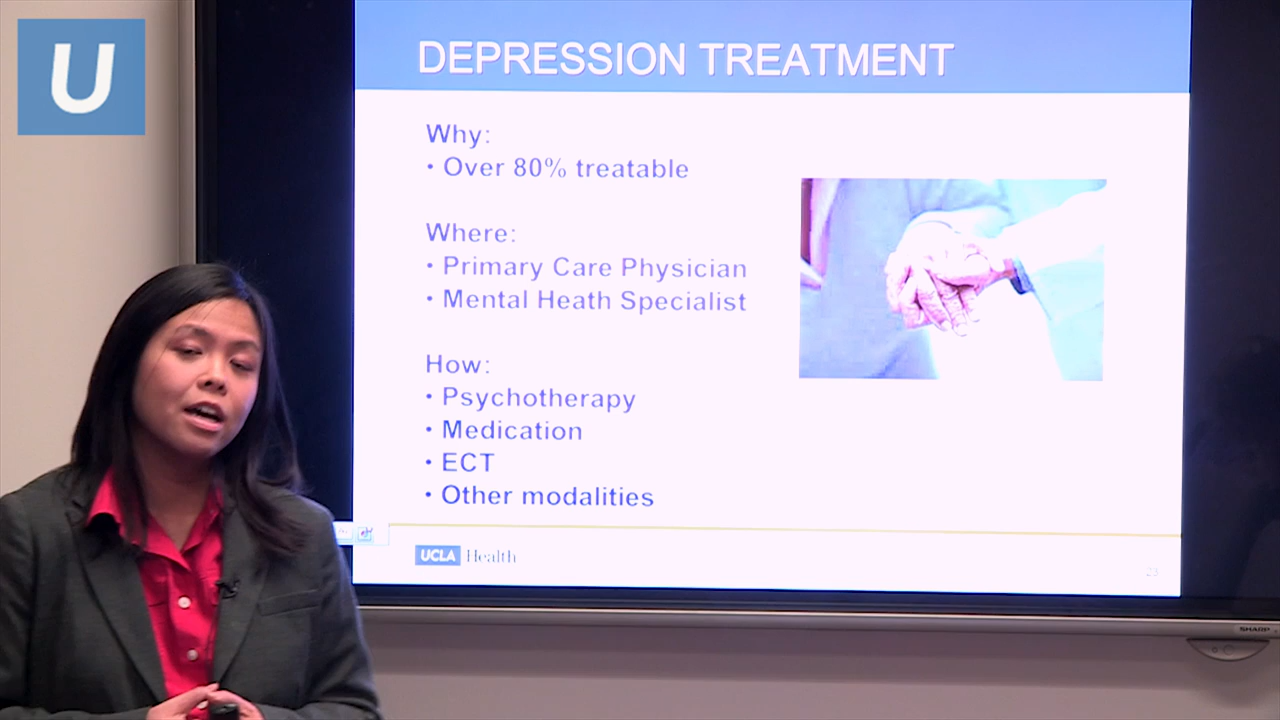 U
DEPRESSION TREATMENT
Why:
• Over 80% treatable
Where:
• Primary Care Physician
• Mental Heath Specialist
How:
• Psychotherapy
• Medication
• ECT
• Other modalities
UCLA Health
SHARP